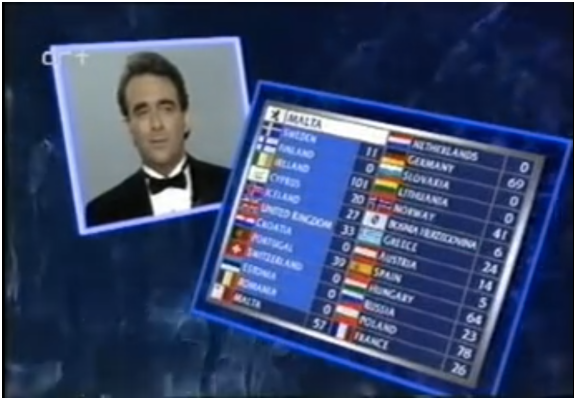 MALTA
SWEDEN 11
FINLAND 0
IRELAND 101
CYPRUS 20
ICELAND 27
UNITED KINGDOM 33
CROATIA 0
PORTUGAL 39
SWITZERLAND 0
ESTONIA 0
ROMANIA 0
MALTA 57
NETHERLANDS 0
GERMANY 69
SLOVAKIA 0
LITHUANIA 0
NORWAY 41
BOSNIA HERZEGOVINA 6
GREECE 24
AUSTRIA 14
SPAIN 5
HUNGARY 64
RUSSIA 23
POLAND 78
FRANCE 26